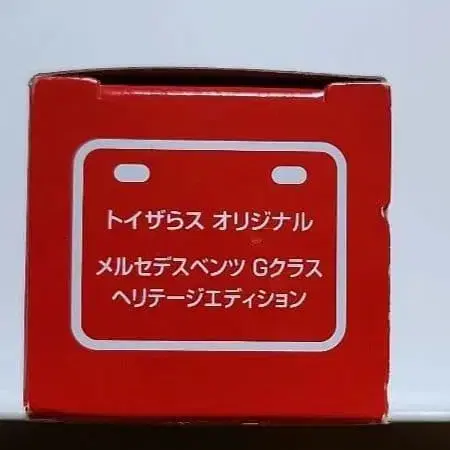 トイザらス オリジナル
メルセデスベンツ Gクラス
ヘリテージエディション